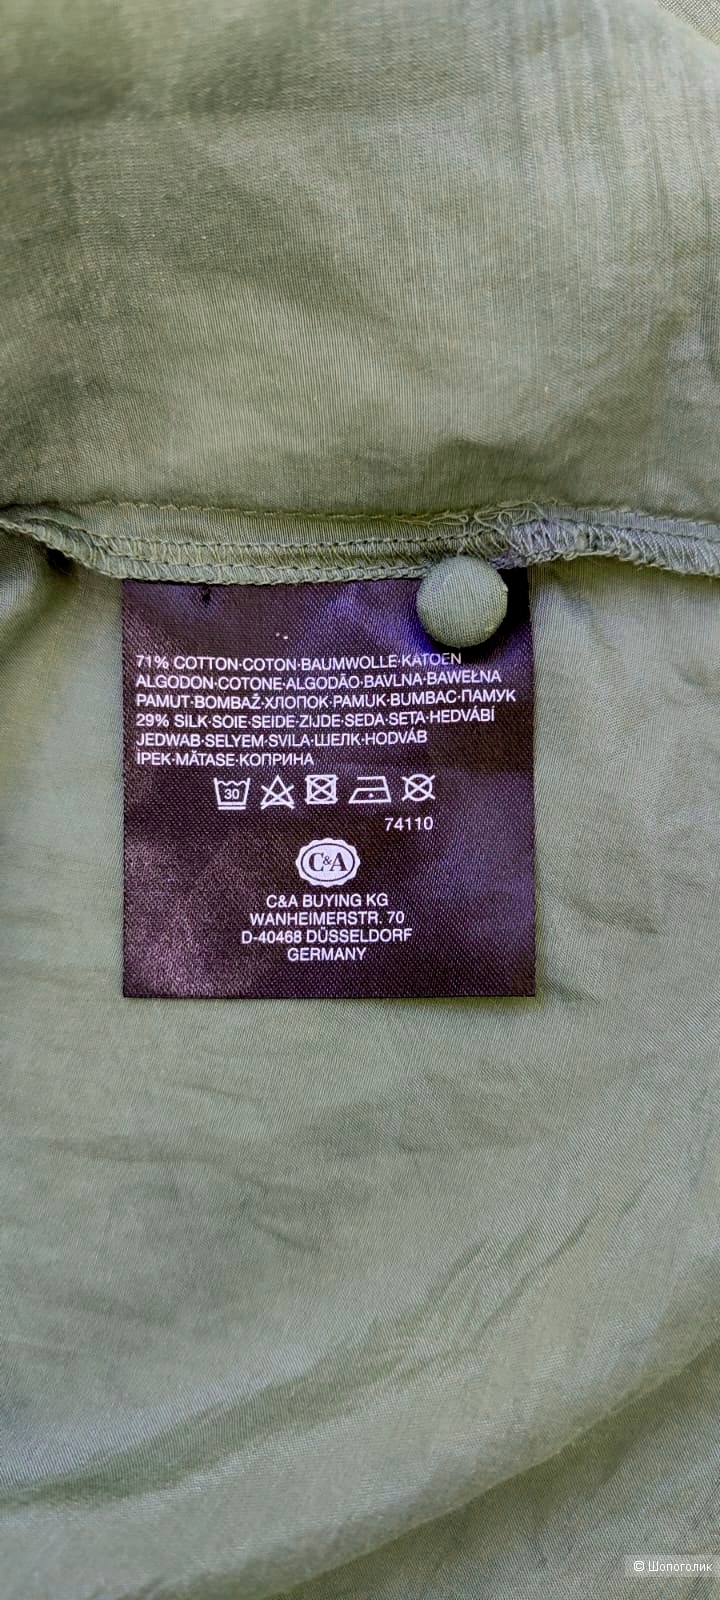 71% COTTON·COTON·BAUMWOLLE·KATOEN
ALGODON·COTONE·ALGODÃO·BAVLNA·BAWEŁNA
PAMUT·BOMBAŽ·ХЛОПОК·PAMUK·BUMBAC·ПАМУК
29% SILK·SOIE·SEIDE·ZIJDE·SEDA·SETA·HEDVÁBÍ
JEDWAB·SELYEM·SVILA·ШЕЛК·HODVÁB
İPEK·MĂTASE·КОПРИНА
30
74110
C&A
C&A BUYING KG
WANHEIMERSTR. 70
D-40468 DÜSSELDORF
GERMANY
© Шопоголик